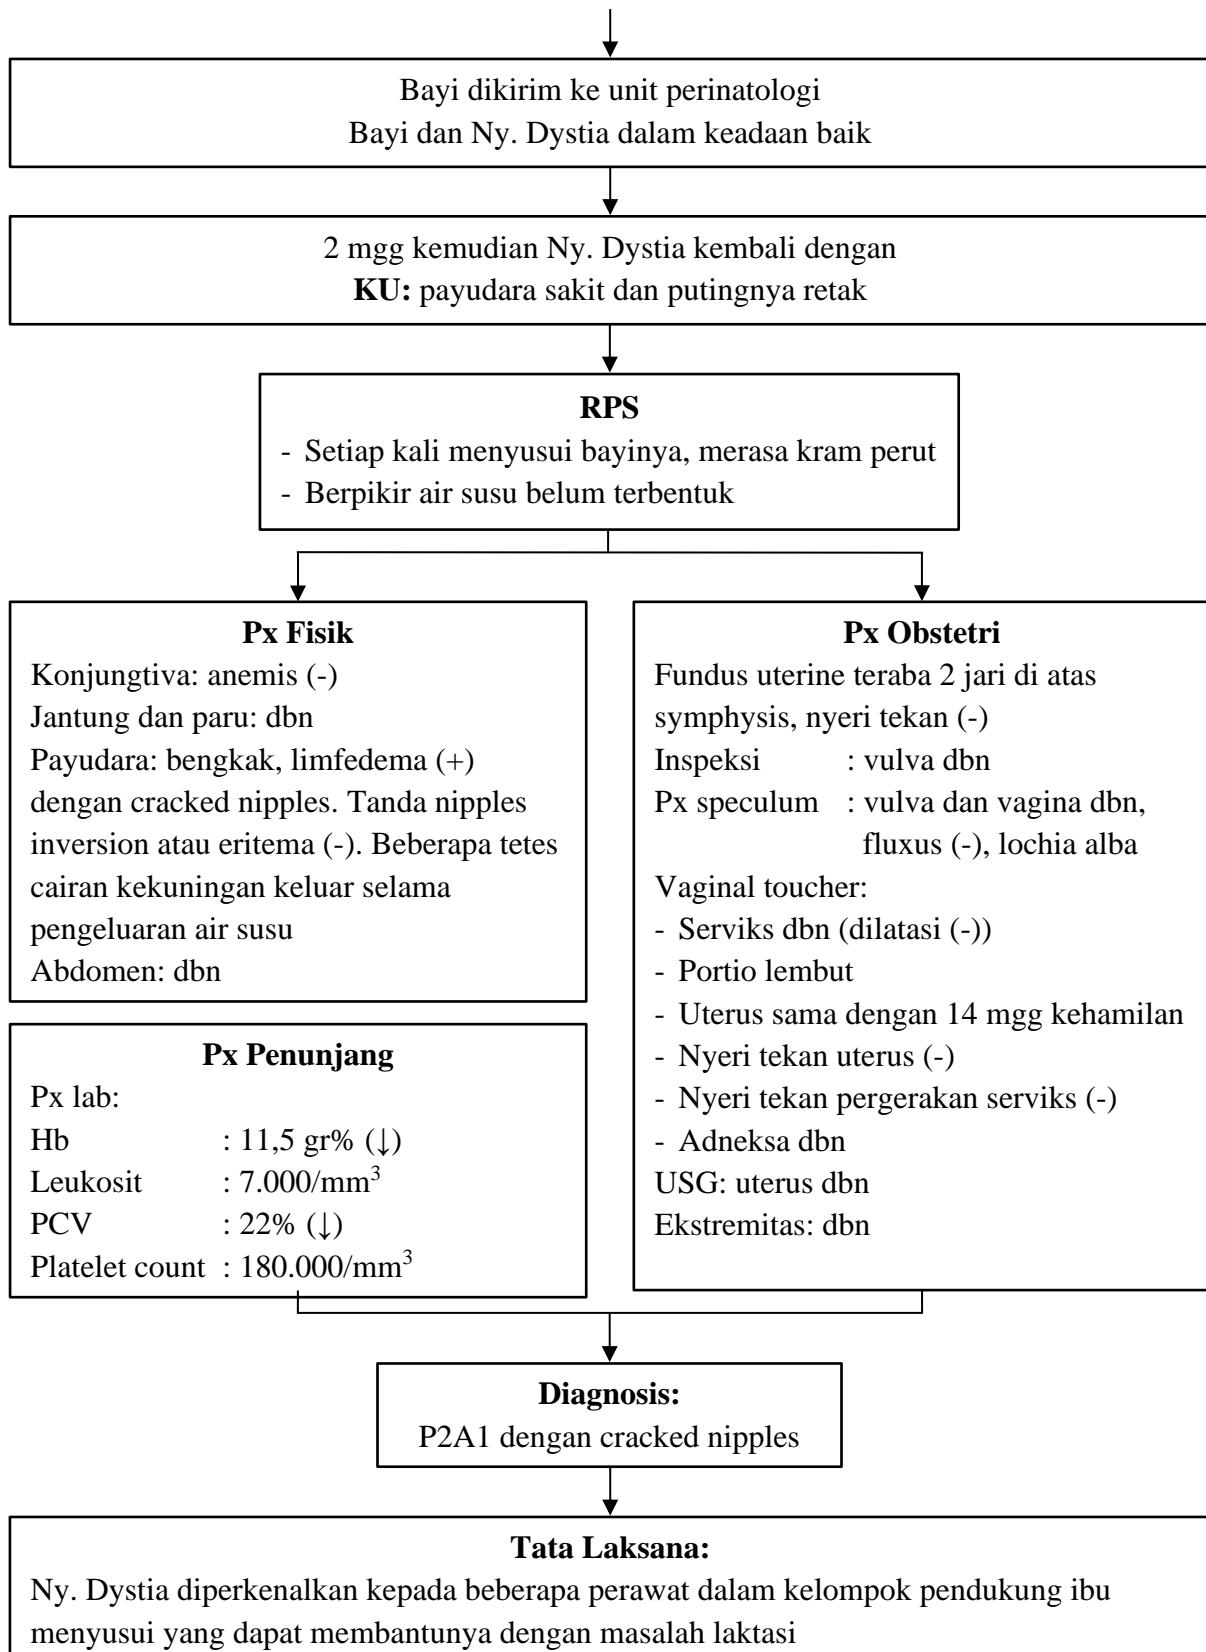 Bayi dikirim ke unit perinatologi
Bayi dan Ny. Dystia dalam keadaan baik
2 mgg kemudian Ny. Dystia kembali dengan
KU: payudara sakit dan putingnya retak
RPS
- Setiap kali menyusui bayinya, merasa kram perut
- Berpikir air susu belum terbentuk
Px Fisik
Konjungtiva: anemis (-)
Jantung dan paru: dbn
Payudara: bengkak, limfedema (+)
dengan cracked nipples. Tanda nipples
inversion atau eritema (-). Beberapa tetes
cairan kekuningan keluar selama
pengeluaran air susu
Abdomen: dbn
Px Penunjang
Px lab:
Hb : 11,5 gr% (↓)
Leukosit : 7.000/mm³
PCV : 22% (↓)
Platelet count : 180.000/mm³
Px Obstetri
Fundus uterine teraba 2 jari di atas
symphysis, nyeri tekan (-)
Inspeksi : vulva dbn
Px speculum : vulva dan vagina dbn,
fluxus (-), lochia alba
Vaginal toucher:
- Serviks dbn (dilatasi (-))
- Portio lembut
- Uterus sama dengan 14 mgg kehamilan
- Nyeri tekan uterus (-)
- Nyeri tekan pergerakan serviks (-)
- Adneksa dbn
USG: uterus dbn
Ekstremitas: dbn
Diagnosis:
P2A1 dengan cracked nipples
Tata Laksana:
Ny. Dystia diperkenalkan kepada beberapa perawat dalam kelompok pendukung ibu
menyusui yang dapat membantunya dengan masalah laktasi